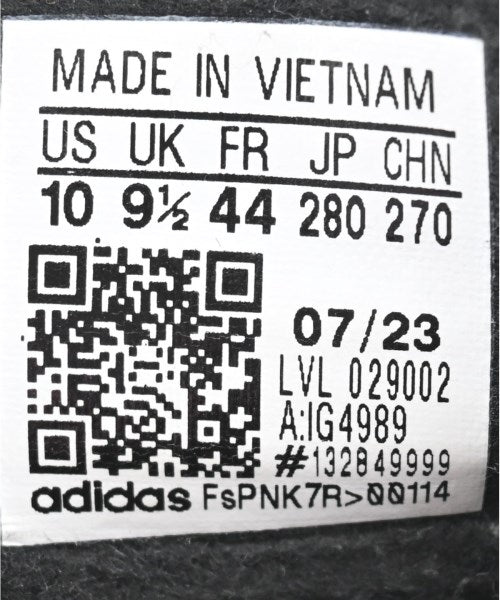 MADE IN VIETNAM
US UK FR JP CHN
10 9½ 44 280 270
07/23
LVL 029002
A:IG4989
#132849999
adidas FsPNK7R>00114